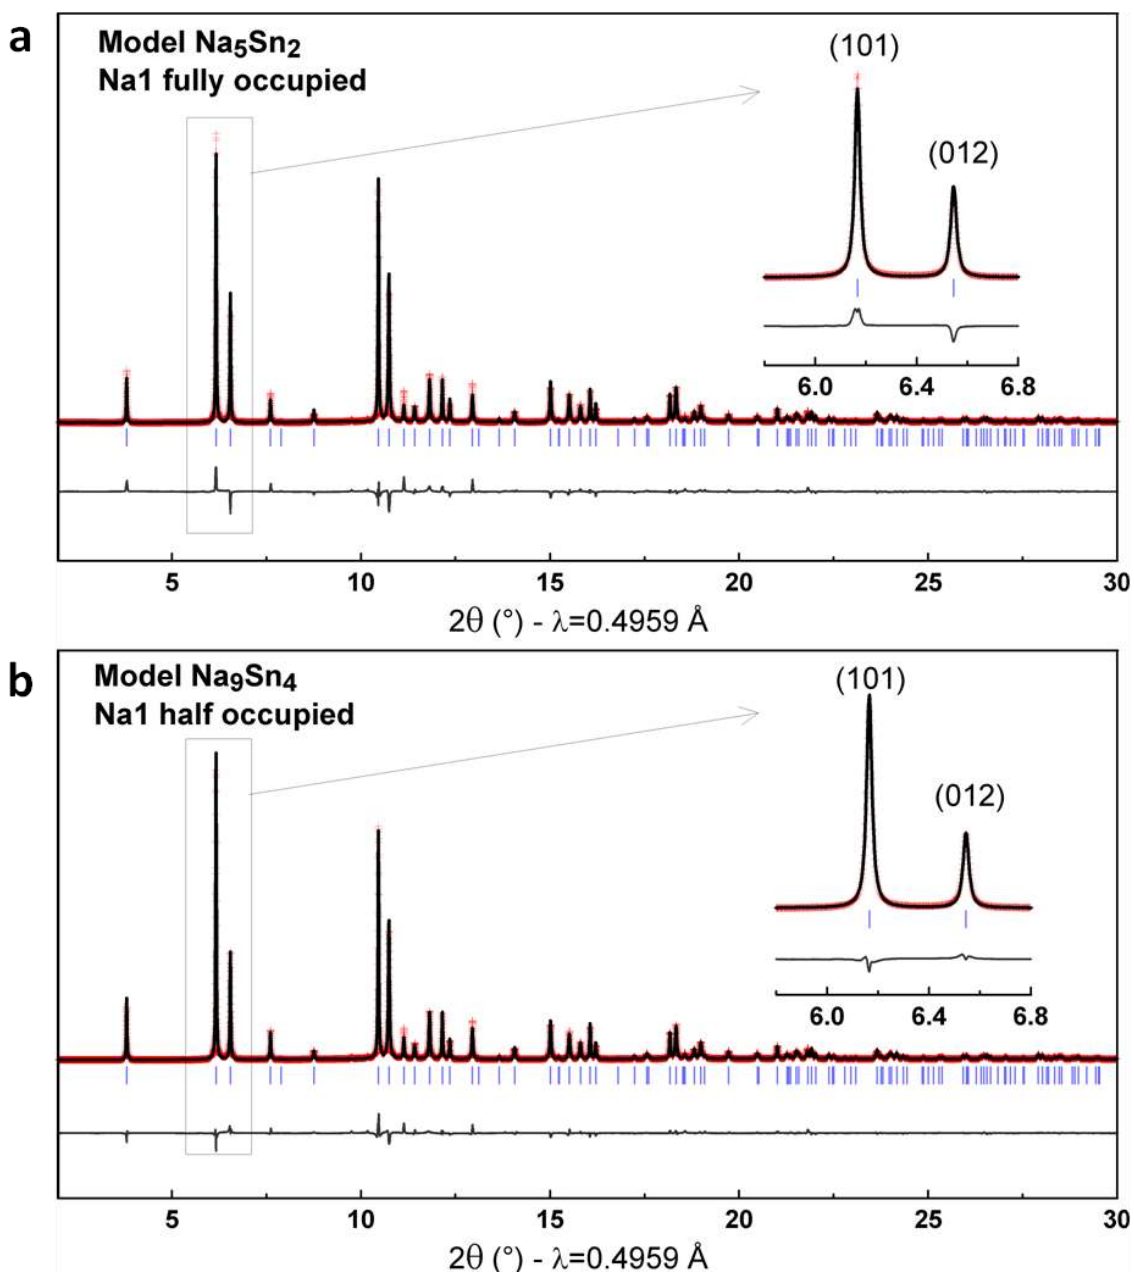 a
Model Na₅Sn₂
Na1 fully occupied
(101)
(012)
6.0 6.4 6.8
5 10 15 20 25 30
2θ (°) - λ=0.4959 Å
b
Model Na₉Sn₄
Na1 half occupied
(101)
(012)
6.0 6.4 6.8
5 10 15 20 25 30
2θ (°) - λ=0.4959 Å